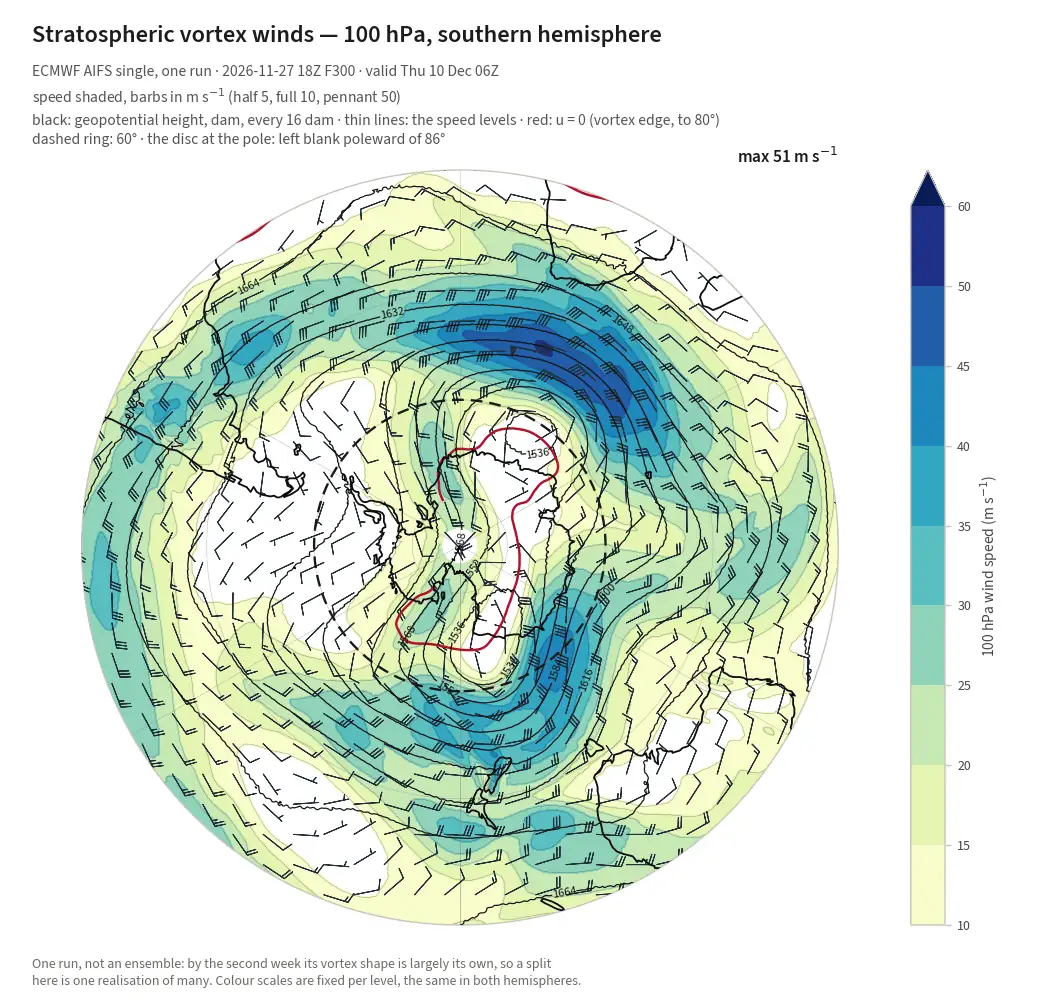 Stratospheric vortex winds — 100 hPa, southern hemisphere
ECMWF AIFS single, one run · 2026-11-27 18Z F300 · valid Thu 10 Dec 06Z
speed shaded, barbs in m s⁻¹ (half 5, full 10, pennant 50)
black: geopotential height, dam, every 16 dam · thin lines: the speed levels · red: u = 0 (vortex edge, to 80°)
dashed ring: 60° · the disc at the pole: left blank poleward of 86°
max 51 m s⁻¹
60
50
45
40
35
30
25
20
15
10
100 hPa wind speed (m s⁻¹)
1664
1632
1648
1536
1600
1536
1584
1616
1664
One run, not an ensemble: by the second week its vortex shape is largely its own, so a split
here is one realisation of many. Colour scales are fixed per level, the same in both hemispheres.